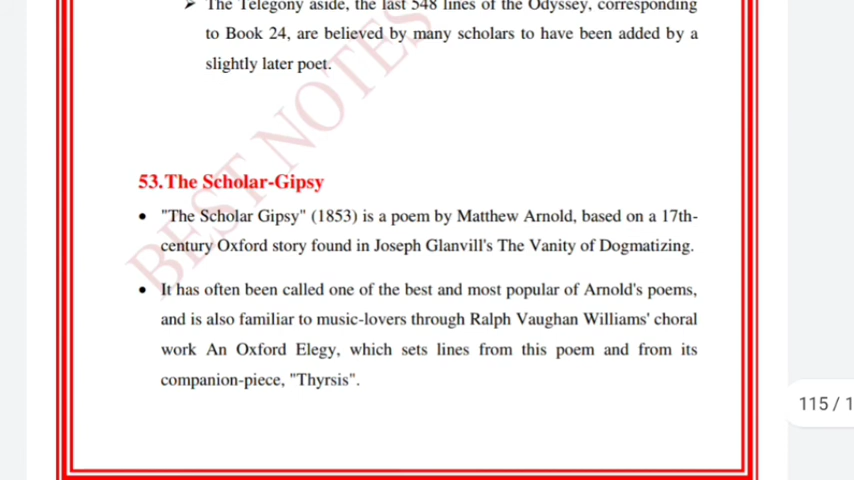 ➤ The Telegony aside, the last 548 lines of the Odyssey, corresponding
to Book 24, are believed by many scholars to have been added by a
slightly later poet.
BEST NOTES
53.The Scholar-Gipsy
• "The Scholar Gipsy" (1853) is a poem by Matthew Arnold, based on a 17th-
century Oxford story found in Joseph Glanvill's The Vanity of Dogmatizing.
• It has often been called one of the best and most popular of Arnold's poems,
and is also familiar to music-lovers through Ralph Vaughan Williams' choral
work An Oxford Elegy, which sets lines from this poem and from its
companion-piece, "Thyrsis".
115 / 1